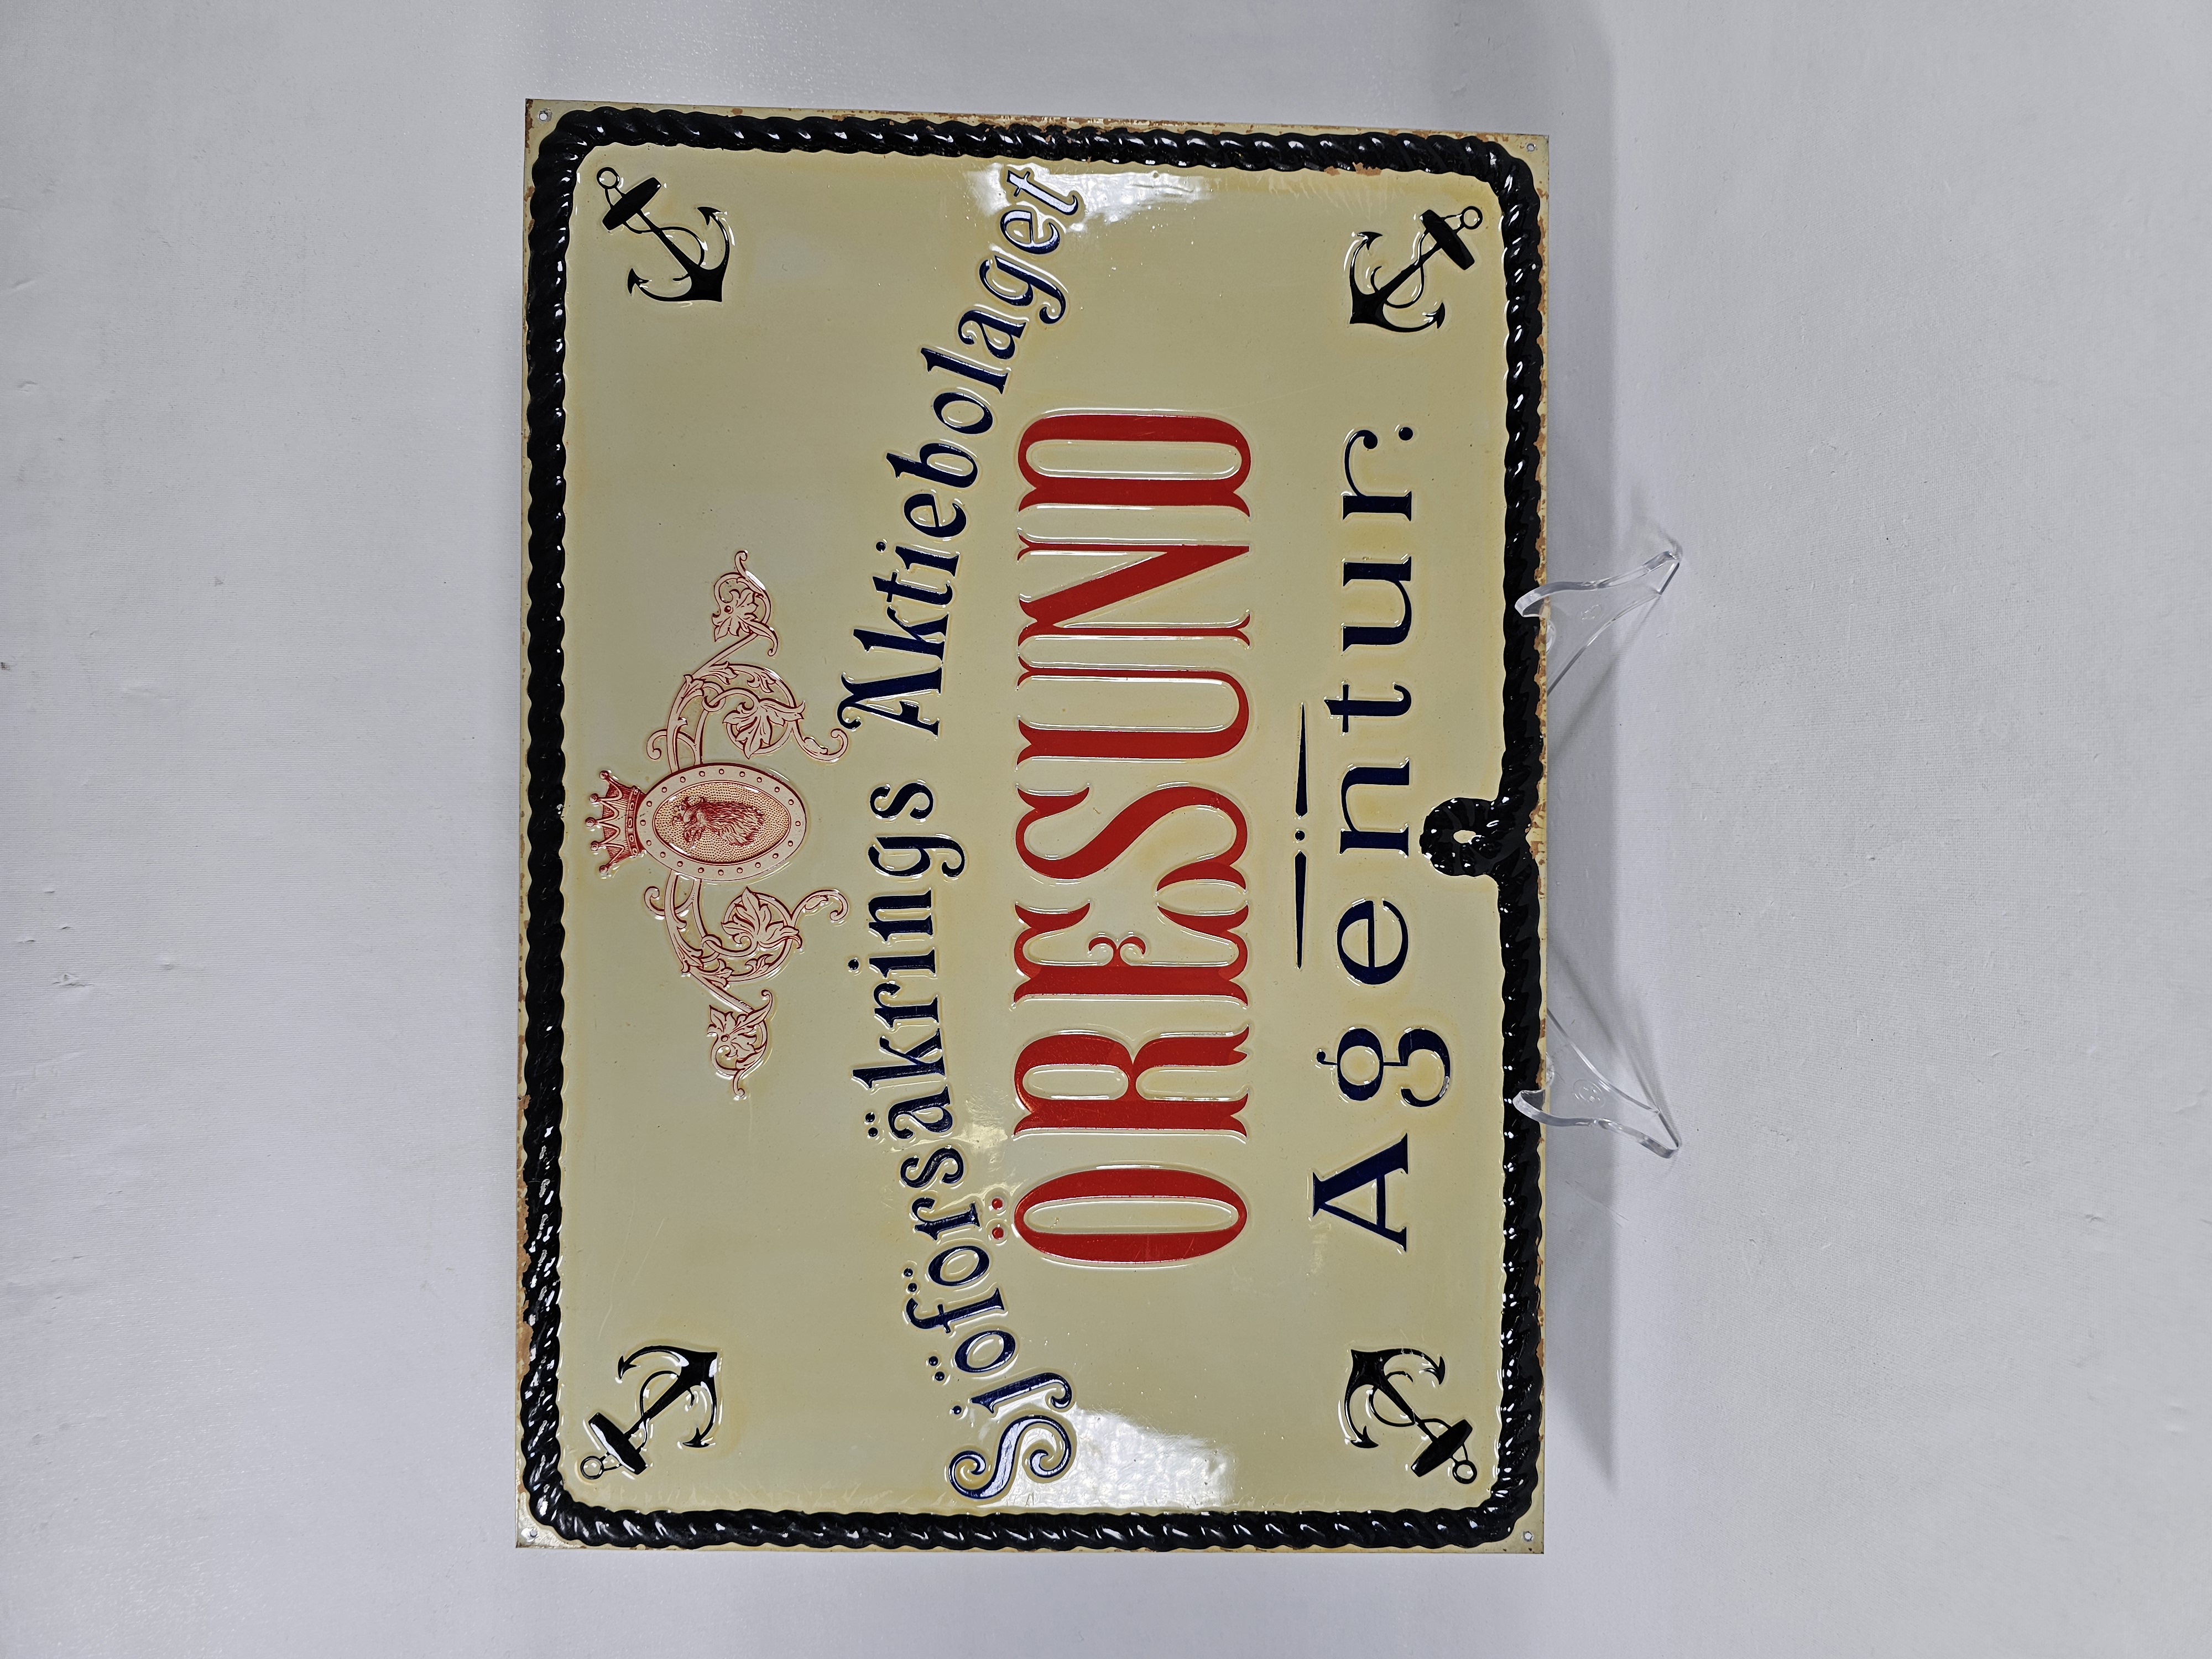 Sjöförsäkrings Aktiebolaget
ÖRESUND
Agentur: